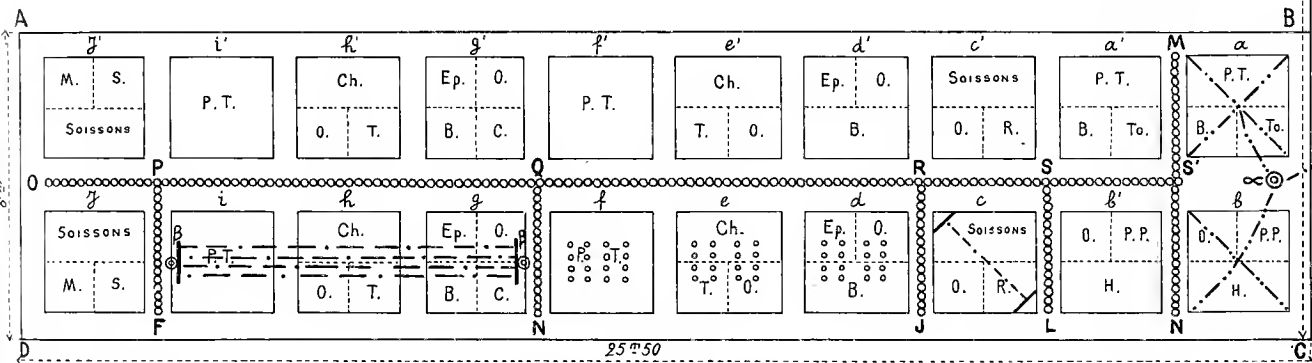 A B
j' i' h' g' f' e' d' c' a' M a
M. S. P. T. Ch. Ep. O. P. T. Ch. Ep. O. SOISSONS P. T. P. T.
SOISSONS O. T. B. C. T. O. B. O. R. B. To. B. To.
O P Q R S S' ∝
j i h g f e d c b' b
SOISSONS β P. T. Ch. Ep. O. β P. T. Ch. Ep. O. SOISSONS O. P.P. O. P.P.
M. S. O. T. B. C. T. O. B. O. R. H. H.
F N J L N
D 25m50 C